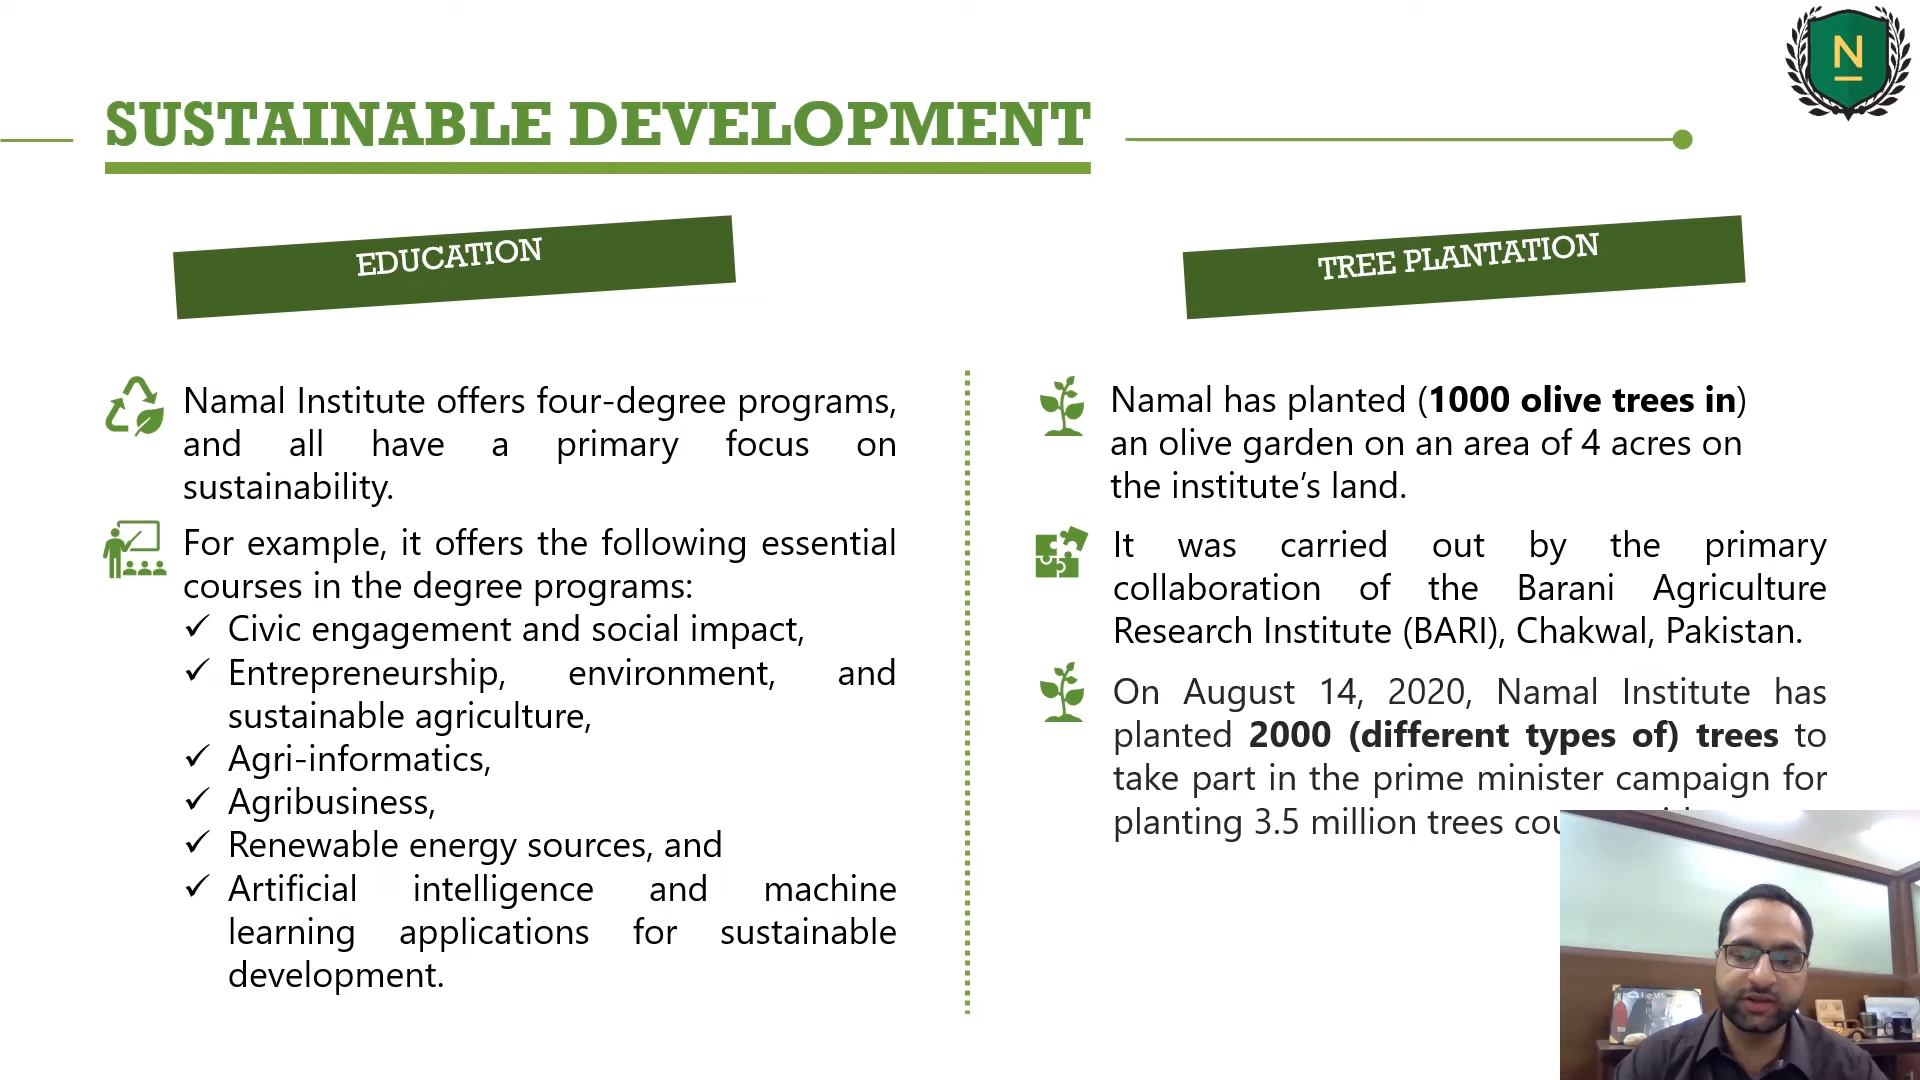 N
SUSTAINABLE DEVELOPMENT
EDUCATION
Namal Institute offers four-degree programs,
and all have a primary focus on
sustainability.
For example, it offers the following essential
courses in the degree programs:
✓ Civic engagement and social impact,
✓ Entrepreneurship, environment, and
sustainable agriculture,
✓ Agri-informatics,
✓ Agribusiness,
✓ Renewable energy sources, and
✓ Artificial intelligence and machine
learning applications for sustainable
development.
TREE PLANTATION
Namal has planted (1000 olive trees in)
an olive garden on an area of 4 acres on
the institute’s land.
It was carried out by the primary
collaboration of the Barani Agriculture
Research Institute (BARI), Chakwal, Pakistan.
On August 14, 2020, Namal Institute has
planted 2000 (different types of) trees to
take part in the prime minister campaign for
planting 3.5 million trees